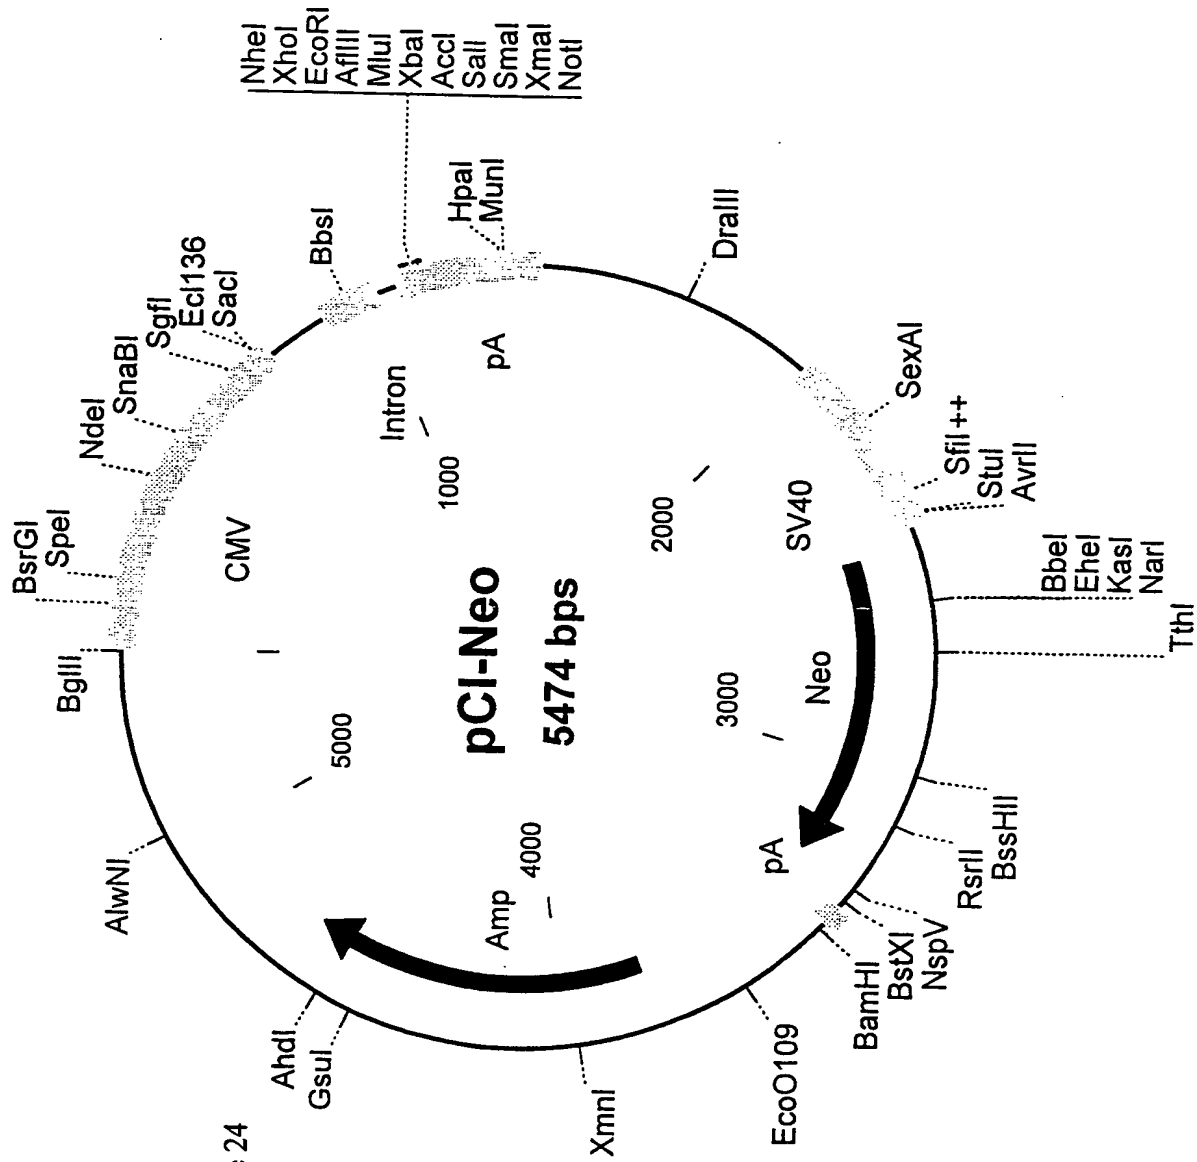 NheI
XhoI
EcoRI
AflIII
MluI
XbaI
AccI
SalI
SmaI
XmaI
NotI
HpaI
MunI
BbsI
Ecl136
SacI
SgfI
SnaBI
NdeI
BsrGI
SpeI
BglII
AlwNI
AhdI
GsuI
XmnI
EcoO109
BamHI
BstXI
NspV
RsrII
BssHII
TthI
BbeI
EheI
KasI
NarI
SfiI ++
StuI
AvrII
SexAI
DraIII
CMV
Intron
pA
SV40
Neo
pA
Amp
1000
2000
3000
4000
5000
pCI-Neo
5474 bps
24